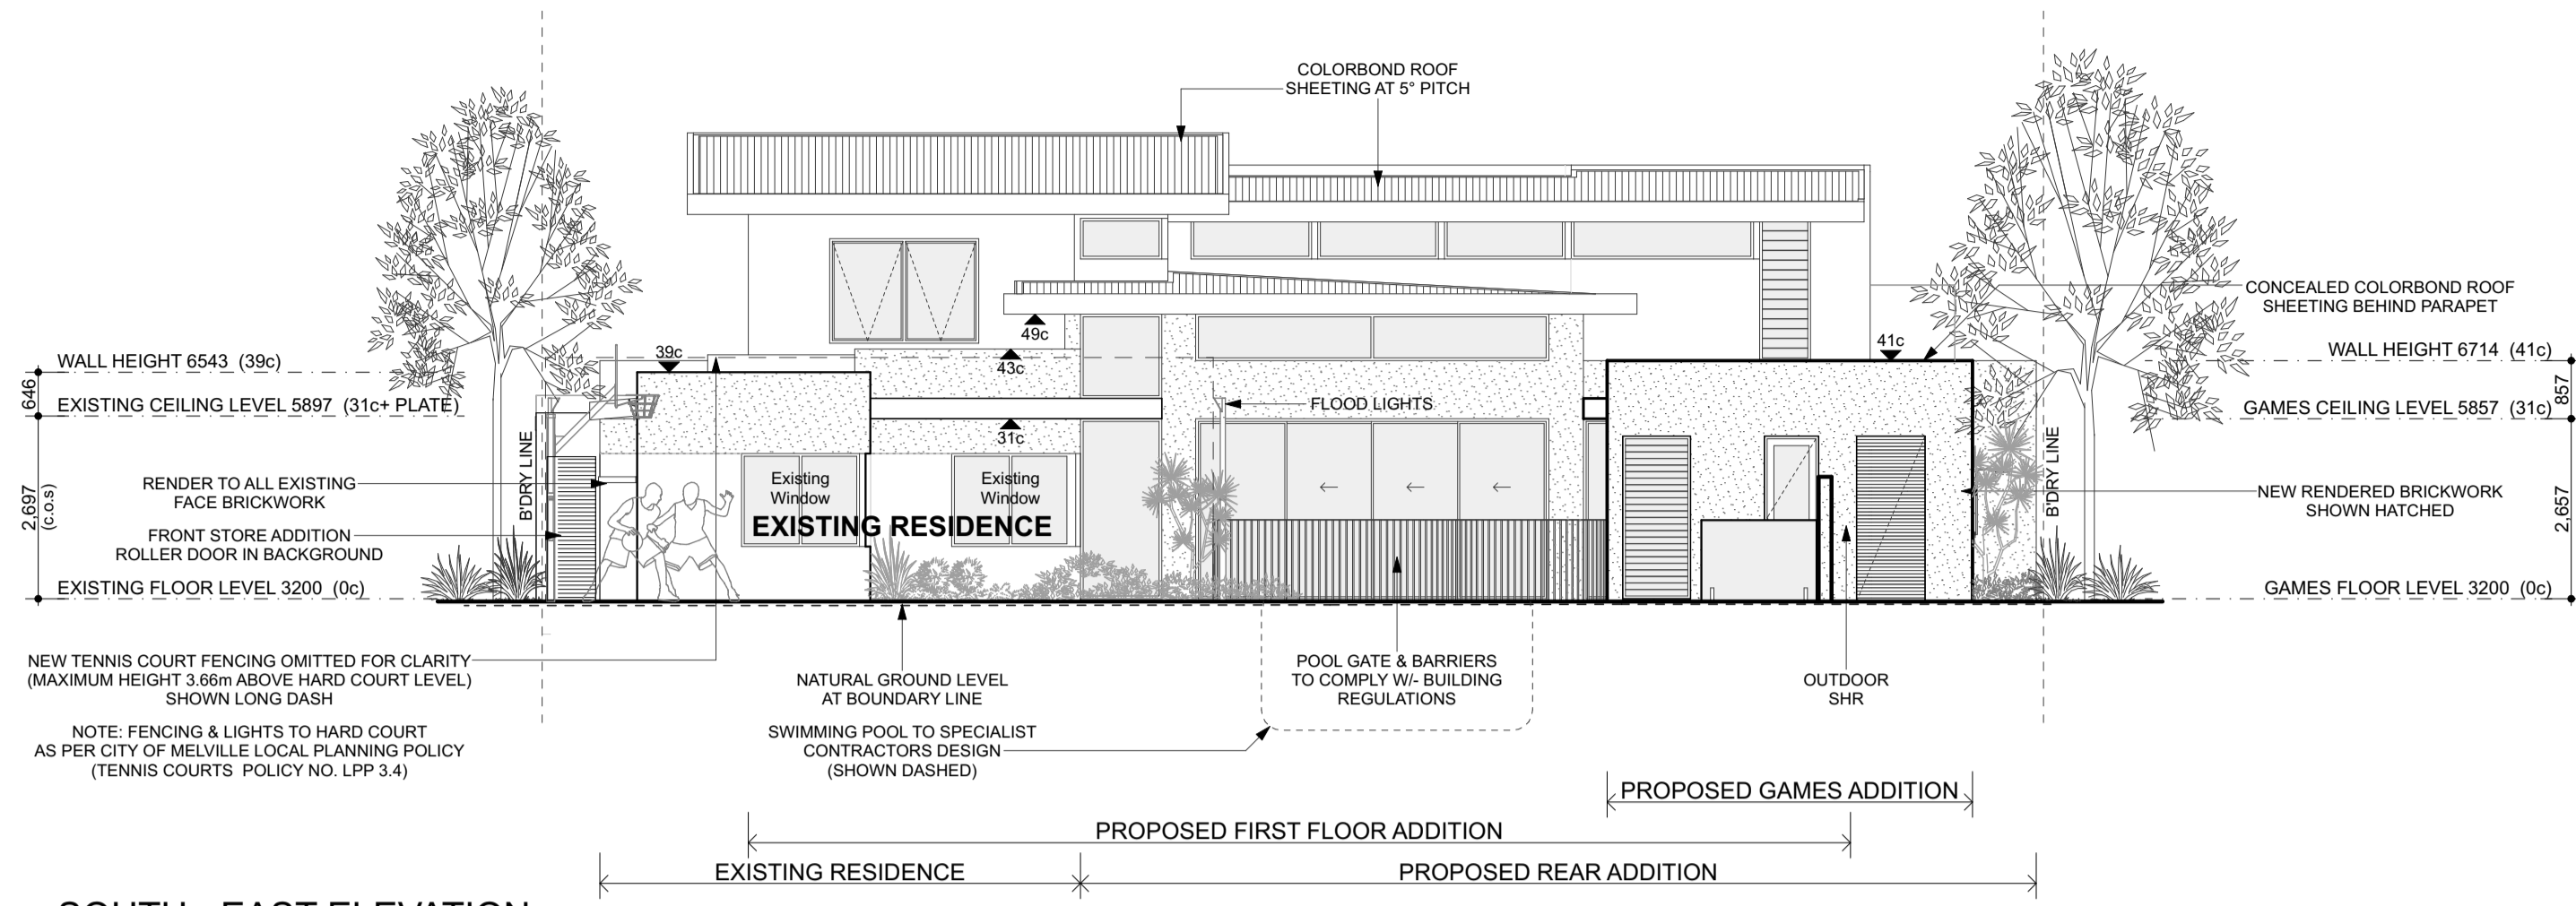 COLORBOND ROOF
SHEETING AT 5° PITCH
CONCEALED COLORBOND ROOF
SHEETING BEHIND PARAPET
49c
39c
43c
41c
WALL HEIGHT 6543 (39c)
WALL HEIGHT 6714 (41c)
646
857
EXISTING CEILING LEVEL 5897 (31c+ PLATE)
FLOOD LIGHTS
GAMES CEILING LEVEL 5857 (31c)
31c
B'DRY LINE
B'DRY LINE
RENDER TO ALL EXISTING
FACE BRICKWORK
Existing
Window
Existing
Window
NEW RENDERED BRICKWORK
SHOWN HATCHED
2,697
(c.o.s)
2,657
EXISTING RESIDENCE
FRONT STORE ADDITION
ROLLER DOOR IN BACKGROUND
EXISTING FLOOR LEVEL 3200 (0c)
GAMES FLOOR LEVEL 3200 (0c)
NEW TENNIS COURT FENCING OMITTED FOR CLARITY
(MAXIMUM HEIGHT 3.66m ABOVE HARD COURT LEVEL)
SHOWN LONG DASH
NATURAL GROUND LEVEL
AT BOUNDARY LINE
POOL GATE & BARRIERS
TO COMPLY W/- BUILDING
REGULATIONS
OUTDOOR
SHR
NOTE: FENCING & LIGHTS TO HARD COURT
AS PER CITY OF MELVILLE LOCAL PLANNING POLICY
(TENNIS COURTS POLICY NO. LPP 3.4)
SWIMMING POOL TO SPECIALIST
CONTRACTORS DESIGN
(SHOWN DASHED)
PROPOSED GAMES ADDITION
PROPOSED FIRST FLOOR ADDITION
EXISTING RESIDENCE
PROPOSED REAR ADDITION
SOUTH - EAST ELEVATION